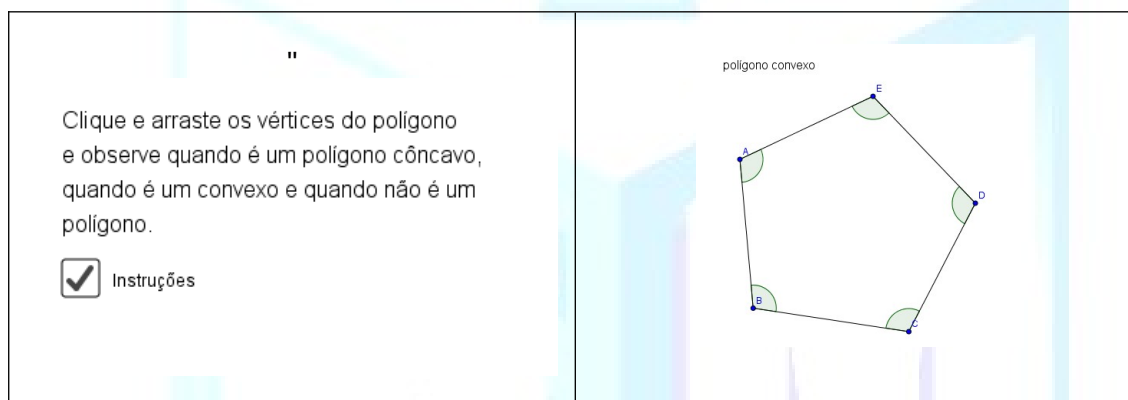 "
Clique e arraste os vértices do polígono
e observe quando é um polígono côncavo,
quando é um convexo e quando não é um
polígono.
Instruções
polígono convexo
E
A
D
B
C